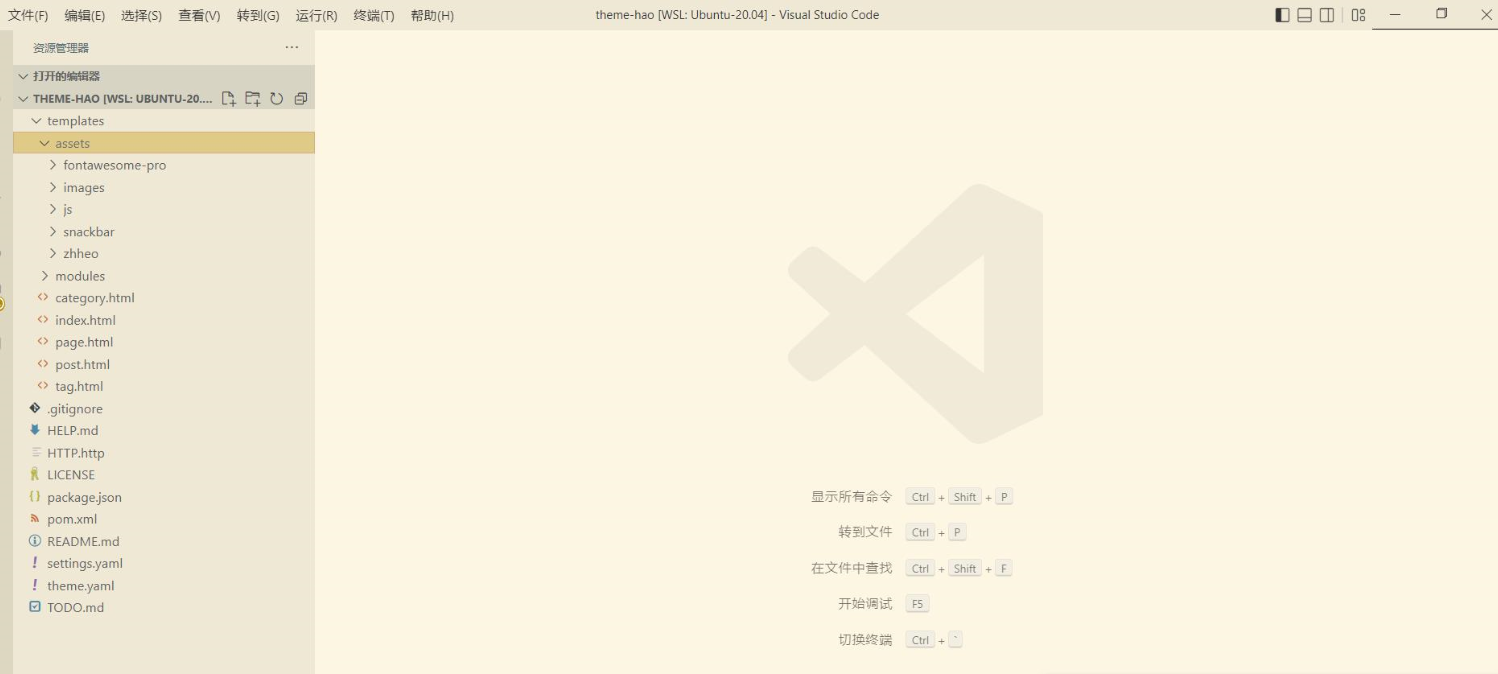 文件(F) 编辑(E) 选择(S) 查看(V) 转到(G) 运行(R) 终端(T) 帮助(H) theme-hao [WSL: Ubuntu-20.04] - Visual Studio Code
资源管理器
打开的编辑器
THEME-HAO [WSL: UBUNTU-20....
templates
assets
fontawesome-pro
images
js
snackbar
zhheo
modules
category.html
index.html
page.html
post.html
tag.html
.gitignore
HELP.md
HTTP.http
LICENSE
package.json
pom.xml
README.md
settings.yaml
theme.yaml
TODO.md
显示所有命令 Ctrl + Shift + P
转到文件 Ctrl + P
在文件中查找 Ctrl + Shift + F
开始调试 F5
切换终端 Ctrl + `